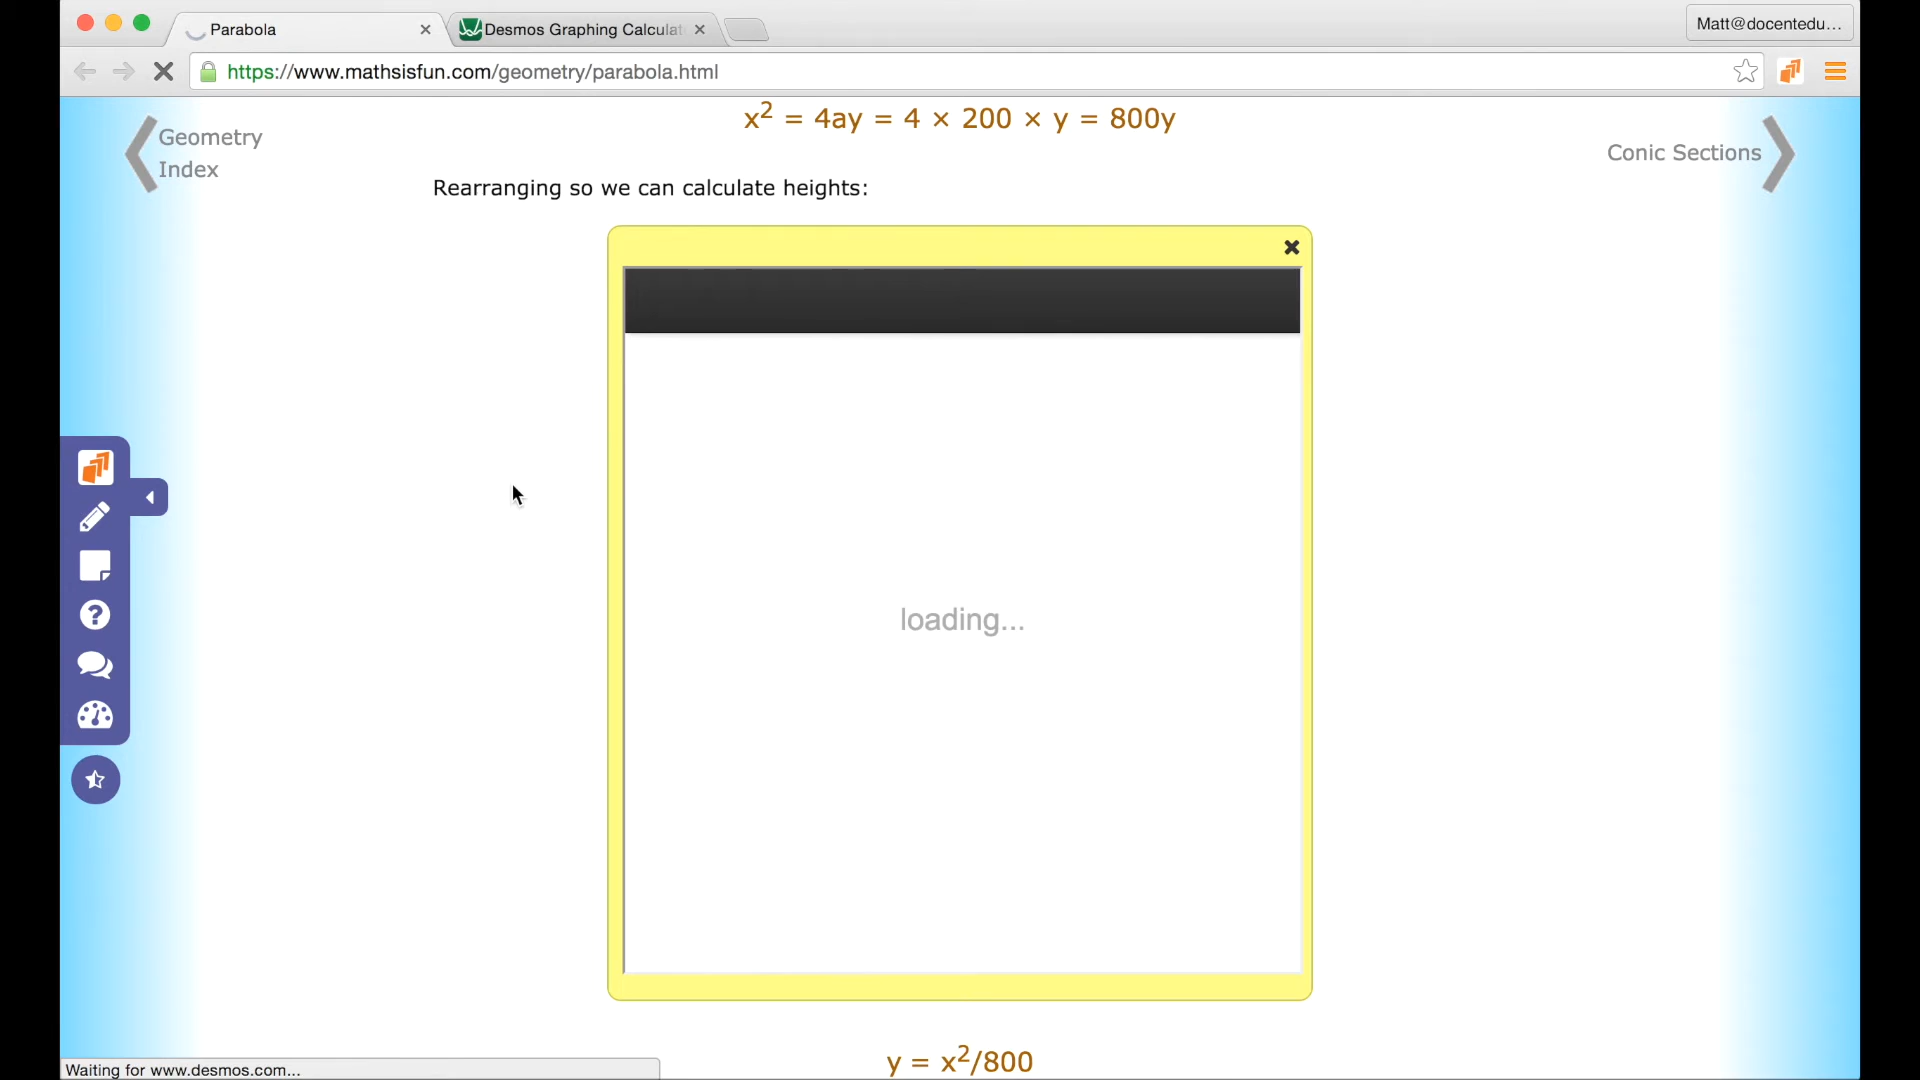 Parabola
Desmos Graphing Calculat
Matt@docentedu...
https://www.mathsisfun.com/geometry/parabola.html
x² = 4ay = 4 × 200 × y = 800y
Geometry
Index
Conic Sections
Rearranging so we can calculate heights:
loading...
y = x²/800
Waiting for www.desmos.com...